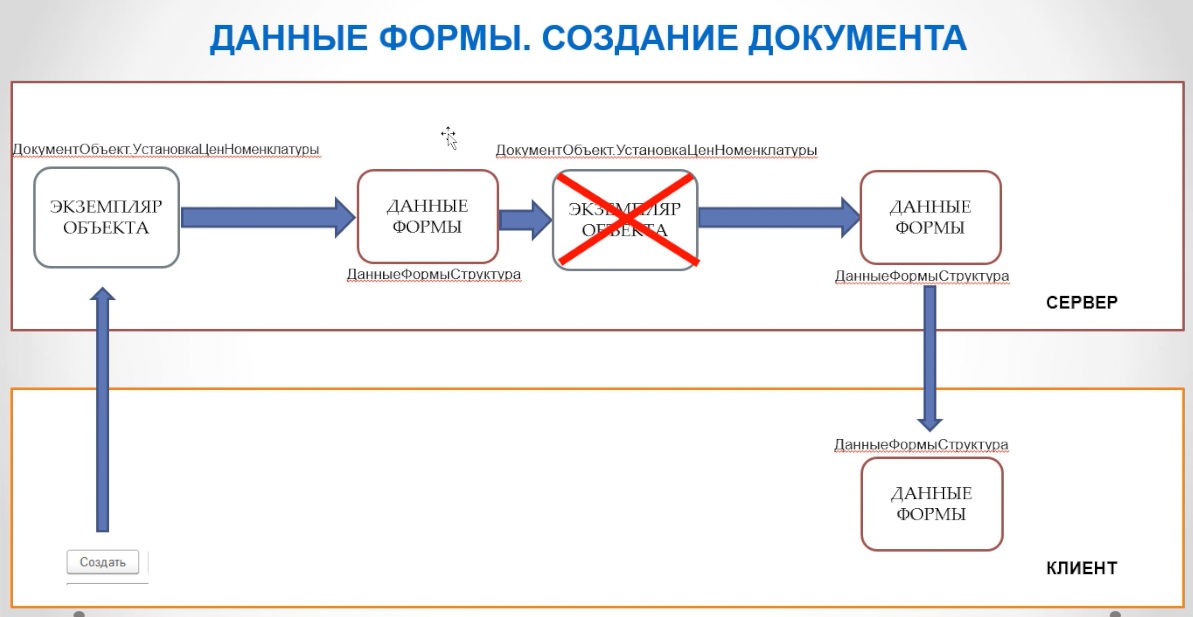 ДАННЫЕ ФОРМЫ. СОЗДАНИЕ ДОКУМЕНТА
ДокументОбъект.УстановкаЦенНоменклатуры
ДокументОбъект.УстановкаЦенНоменклатуры
ЭКЗЕМПЛЯР
ОБЪЕКТА
ДАННЫЕ
ФОРМЫ
ЭКЗЕМПЛЯР
ОБЪЕКТА
ДАННЫЕ
ФОРМЫ
ДанныеФормыСтруктура
ДанныеФормыСтруктура
СЕРВЕР
ДанныеФормыСтруктура
ДАННЫЕ
ФОРМЫ
Создать
КЛИЕНТ